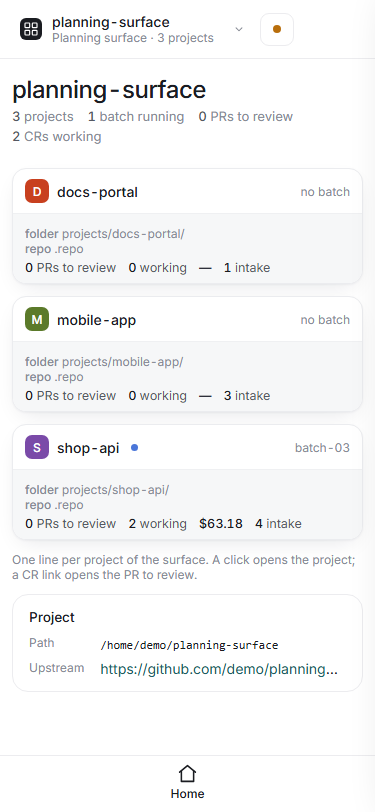 planning-surface
Planning surface · 3 projects
planning-surface
3 projects 1 batch running 0 PRs to review
2 CRs working
D docs-portal no batch
folder projects/docs-portal/
repo .repo
0 PRs to review 0 working — 1 intake
M mobile-app no batch
folder projects/mobile-app/
repo .repo
0 PRs to review 0 working — 3 intake
S shop-api batch-03
folder projects/shop-api/
repo .repo
0 PRs to review 2 working $63.18 4 intake
One line per project of the surface. A click opens the project;
a CR link opens the PR to review.
Project
Path /home/demo/planning-surface
Upstream https://github.com/demo/planning...
Home